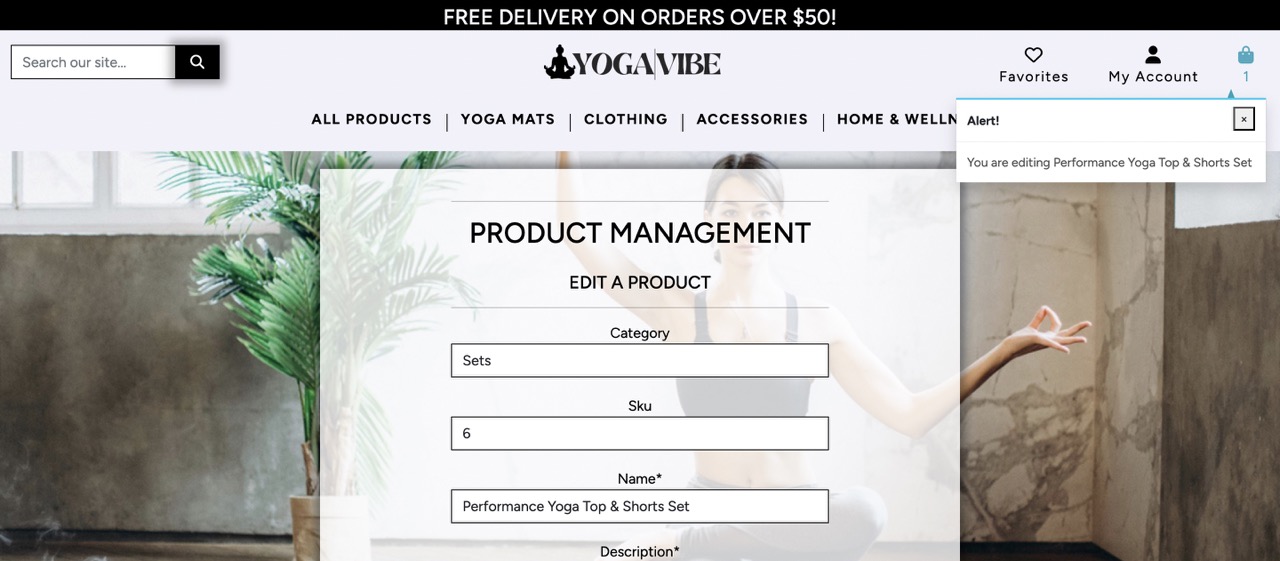 FREE DELIVERY ON ORDERS OVER $50!
Search our site...
YOGA VIBE
Favorites
My Account
1
ALL PRODUCTS
YOGA MATS
CLOTHING
ACCESSORIES
HOME &
Alert!
×
You are editing Performance Yoga Top & Shorts Set
PRODUCT MANAGEMENT
EDIT A PRODUCT
Category
Sets
Sku
6
Name*
Performance Yoga Top & Shorts Set
Description*